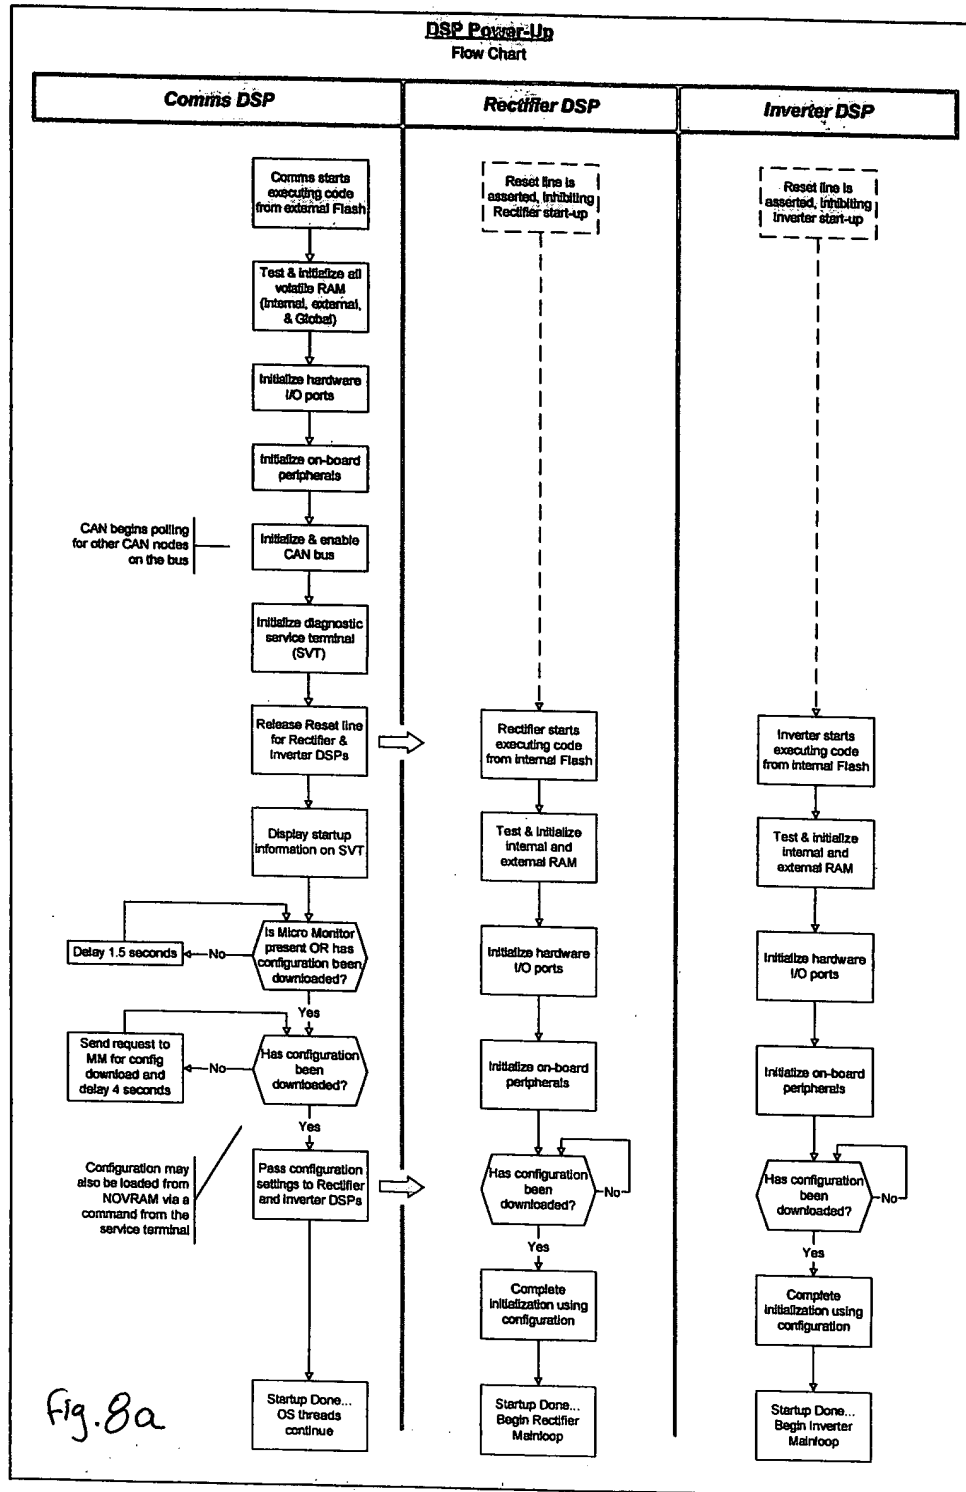 DSP Power-Up
Flow Chart
Comms DSP
Rectifier DSP
Inverter DSP
Comms starts
executing code
from external Flash
Test & initialize all
volatile RAM
(Internal, external,
& Global)
Initialize hardware
I/O ports
Initialize on-board
peripherals
CAN begins polling
for other CAN nodes
on the bus
Initialize & enable
CAN bus
Initialize diagnostic
service terminal
(SVT)
Release Reset line
for Rectifier &
Inverter DSPs
Display startup
information on SVT
Is Micro Monitor
present OR has
configuration been
downloaded?
No
Delay 1.5 seconds
Yes
Has configuration
been
downloaded?
No
Send request to
MM for config
download and
delay 4 seconds
Yes
Configuration may
also be loaded from
NOVRAM via a
command from the
service terminal
Pass configuration
settings to Rectifier
and Inverter DSPs
Startup Done...
OS threads
continue
Reset line is
asserted, Inhibiting
Rectifier start-up
Rectifier starts
executing code
from internal Flash
Test & initialize
internal and
external RAM
Initialize hardware
I/O ports
Initialize on-board
peripherals
Has configuration
been
downloaded?
No
Yes
Complete
initialization using
configuration
Startup Done...
Begin Rectifier
Mainloop
Reset line is
asserted, Inhibiting
Inverter start-up
Inverter starts
executing code
from internal Flash
Test & initialize
internal and
external RAM
Initialize hardware
I/O ports
Initialize on-board
peripherals
Has configuration
been
downloaded?
No
Yes
Complete
initialization using
configuration
Startup Done...
Begin Inverter
Mainloop
Fig. 8a